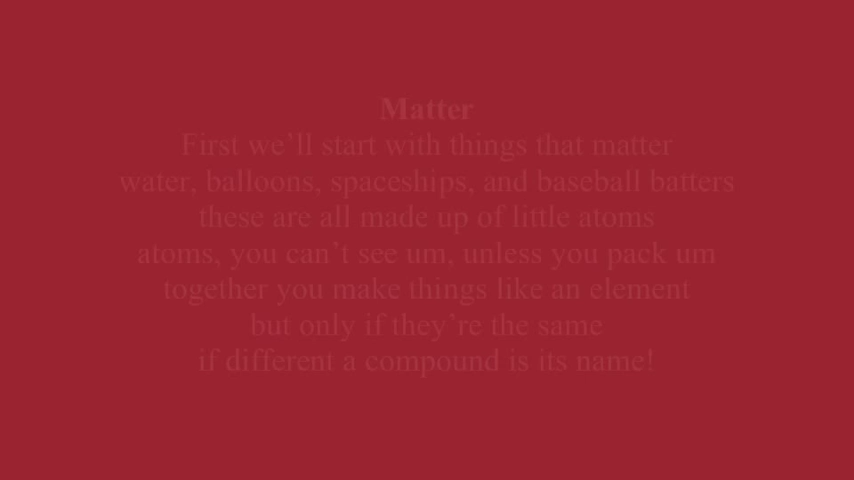 Matter
First we’ll start with things that matter
water, balloons, spaceships, and baseball batters
these are all made up of little atoms
atoms, you can’t see um, unless you pack um
together you make things like an element
but only if they’re the same
if different a compound is its name!